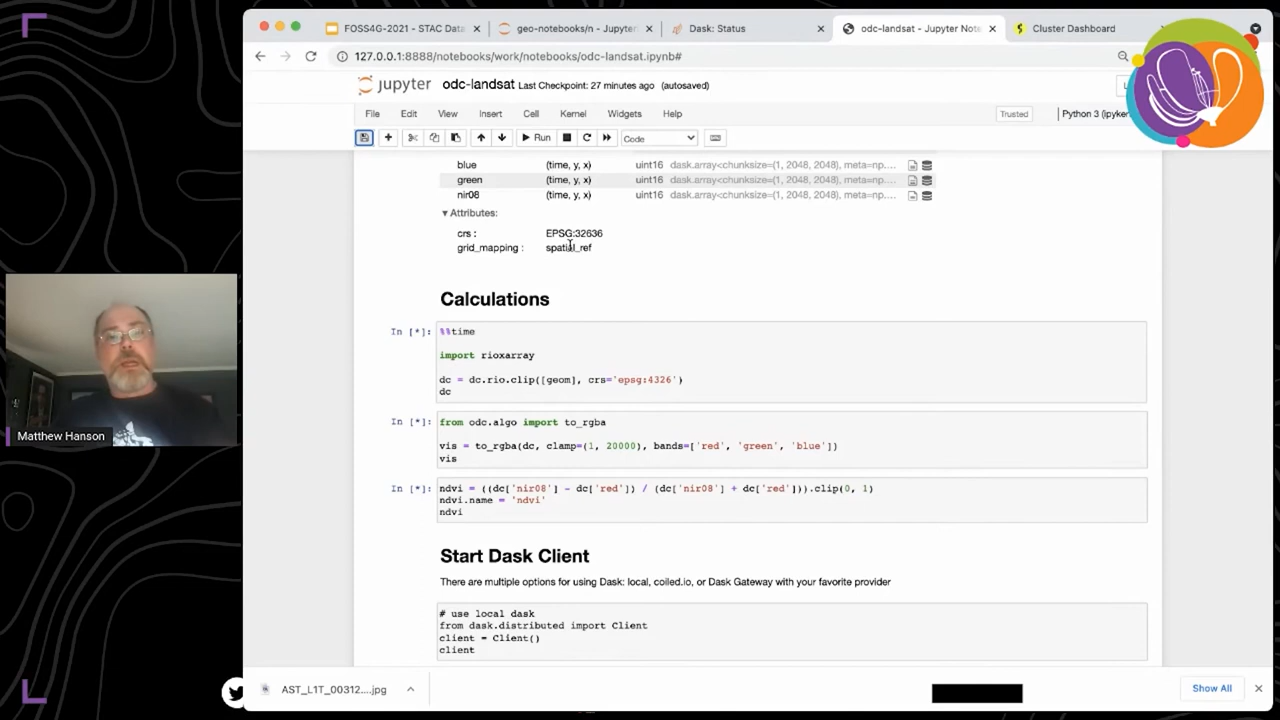 FOSS4G-2021 - STAC Data
geo-notebooks/n - Jupyter
Dask: Status
odc-landsat - Jupyter Note
Cluster Dashboard
127.0.0.1:8888/notebooks/work/notebooks/odc-landsat.ipynb#
jupyter odc-landsat Last Checkpoint: 27 minutes ago (autosaved)
File Edit View Insert Cell Kernel Widgets Help Trusted Python 3 (ipyker
Run Code
blue (time, y, x) uint16 dask.array<chunksize=(1, 2048, 2048), meta=np....
green (time, y, x) uint16 dask.array<chunksize=(1, 2048, 2048), meta=np....
nir08 (time, y, x) uint16 dask.array<chunksize=(1, 2048, 2048), meta=np....
▼ Attributes:
crs : EPSG:32636
grid_mapping : spatial_ref
Calculations
In [*]: %%time
import rioxarray
dc = dc.rio.clip([geom], crs='epsg:4326')
dc
In [*]: from odc.algo import to_rgba
vis = to_rgba(dc, clamp=(1, 20000), bands=['red', 'green', 'blue'])
vis
In [*]: ndvi = ((dc['nir08'] - dc['red']) / (dc['nir08'] + dc['red'])).clip(0, 1)
ndvi.name = 'ndvi'
ndvi
Start Dask Client
There are multiple options for using Dask: local, coiled.io, or Dask Gateway with your favorite provider
# use local dask
from dask.distributed import Client
client = Client()
client
Matthew Hanson
AST_L1T_00312....jpg
Show All